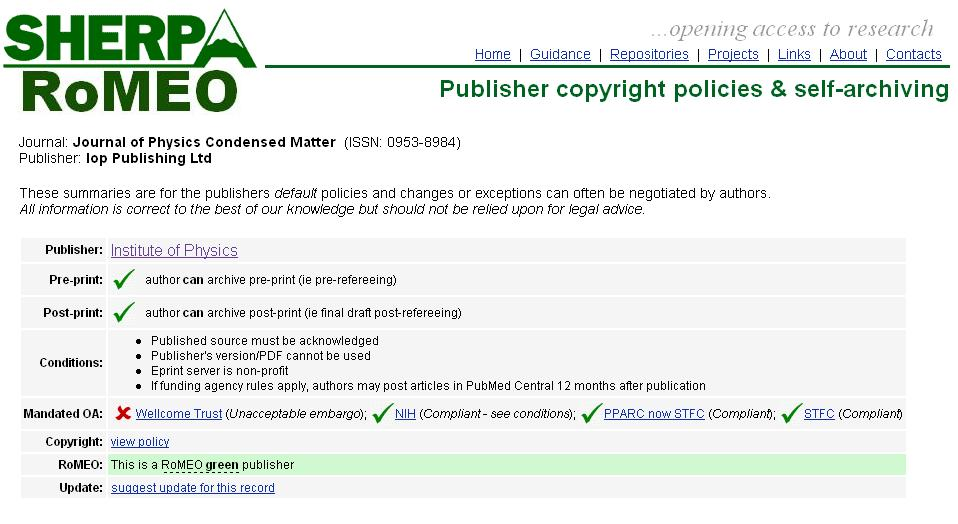 SHERPA
RoMEO
...opening access to research
Home | Guidance | Repositories | Projects | Links | About | Contacts
Publisher copyright policies & self-archiving
Journal: Journal of Physics Condensed Matter (ISSN: 0953-8984)
Publisher: Iop Publishing Ltd
These summaries are for the publishers default policies and changes or exceptions can often be negotiated by authors.
All information is correct to the best of our knowledge but should not be relied upon for legal advice.
Publisher: Institute of Physics
Pre-print: author can archive pre-print (ie pre-refereeing)
Post-print: author can archive post-print (ie final draft post-refereeing)
Conditions:
• Published source must be acknowledged
• Publisher's version/PDF cannot be used
• Eprint server is non-profit
• If funding agency rules apply, authors may post articles in PubMed Central 12 months after publication
Mandated OA: Wellcome Trust (Unacceptable embargo); NIH (Compliant - see conditions); PPARC now STFC (Compliant); STFC (Compliant)
Copyright: view policy
RoMEO: This is a RoMEO green publisher
Update: suggest update for this record